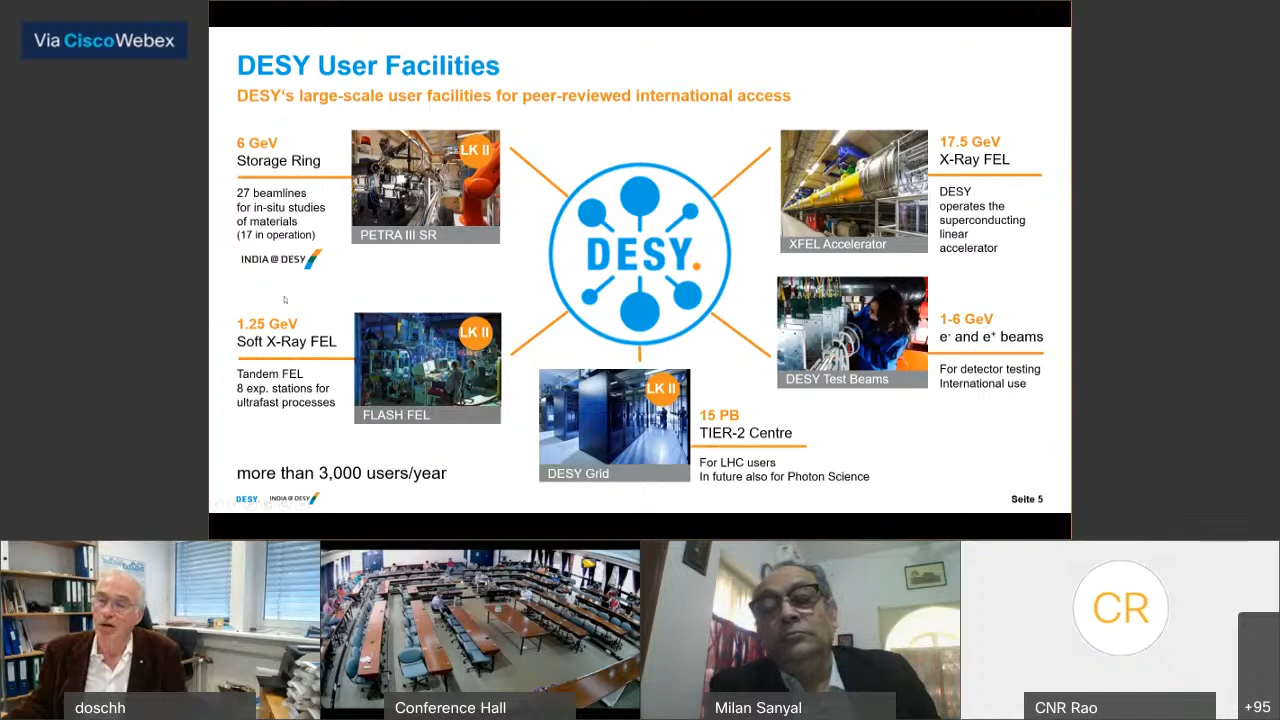 Via CiscoWebex
DESY User Facilities
DESY's large-scale user facilities for peer-reviewed international access
6 GeV
Storage Ring
27 beamlines
for in-situ studies
of materials
(17 in operation)
INDIA @ DESY
LK II
PETRA III SR
1.25 GeV
Soft X-Ray FEL
Tandem FEL
8 exp. stations for
ultrafast processes
LK II
FLASH FEL
more than 3,000 users/year
DESY.
LK II
DESY Grid
15 PB
TIER-2 Centre
For LHC users
In future also for Photon Science
XFEL Accelerator
17.5 GeV
X-Ray FEL
DESY
operates the
superconducting
linear
accelerator
DESY Test Beams
1-6 GeV
e- and e+ beams
For detector testing
International use
DESY. INDIA @ DESY
Seite 5
doschh
Conference Hall
Milan Sanyal
CR
CNR Rao
+95